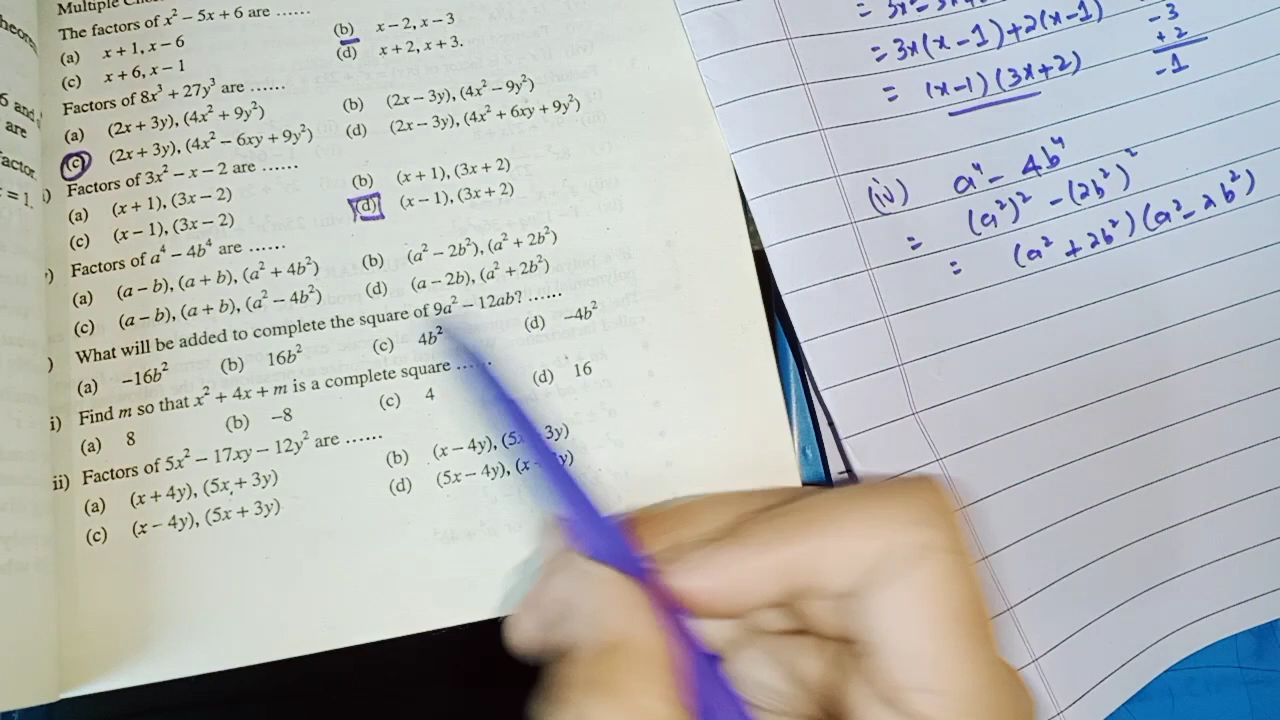 Multiple
The factors of x² – 5x + 6 are ......
(a) x + 1, x – 6 (b) x – 2, x – 3
(c) x + 6, x – 1 (d) x + 2, x + 3.
Factors of 8x³ + 27y³ are ......
(a) (2x + 3y), (4x² + 9y²) (b) (2x – 3y), (4x² – 9y²)
(c) (2x + 3y), (4x² – 6xy + 9y²) (d) (2x – 3y), (4x² + 6xy + 9y²)
) Factors of 3x² – x – 2 are ......
(a) (x + 1), (3x – 2) (b) (x + 1), (3x + 2)
(c) (x – 1), (3x – 2) (d) (x – 1), (3x + 2)
) Factors of a⁴ – 4b⁴ are ......
(a) (a – b), (a + b), (a² + 4b²) (b) (a² – 2b²), (a² + 2b²)
(c) (a – b), (a + b), (a² – 4b²) (d) (a – 2b), (a² + 2b²)
) What will be added to complete the square of 9a² – 12ab? ......
(a) –16b² (b) 16b² (c) 4b² (d) –4b²
i) Find m so that x² + 4x + m is a complete square ......
(a) 8 (b) –8 (c) 4 (d) 16
ii) Factors of 5x² – 17xy – 12y² are ......
(a) (x + 4y), (5x + 3y) (b) (x – 4y), (5x 3y)
(c) (x – 4y), (5x + 3y) (d) (5x – 4y), (x y)
6 and
are
= 1.
= 3x(x-1)+2(x-1)
= (x-1)(3x+2)
-3
+2
-1
(iv) a⁴ - 4b⁴
= (a²)² - (2b²)²
= (a² + 2b²)(a² - 2b²)